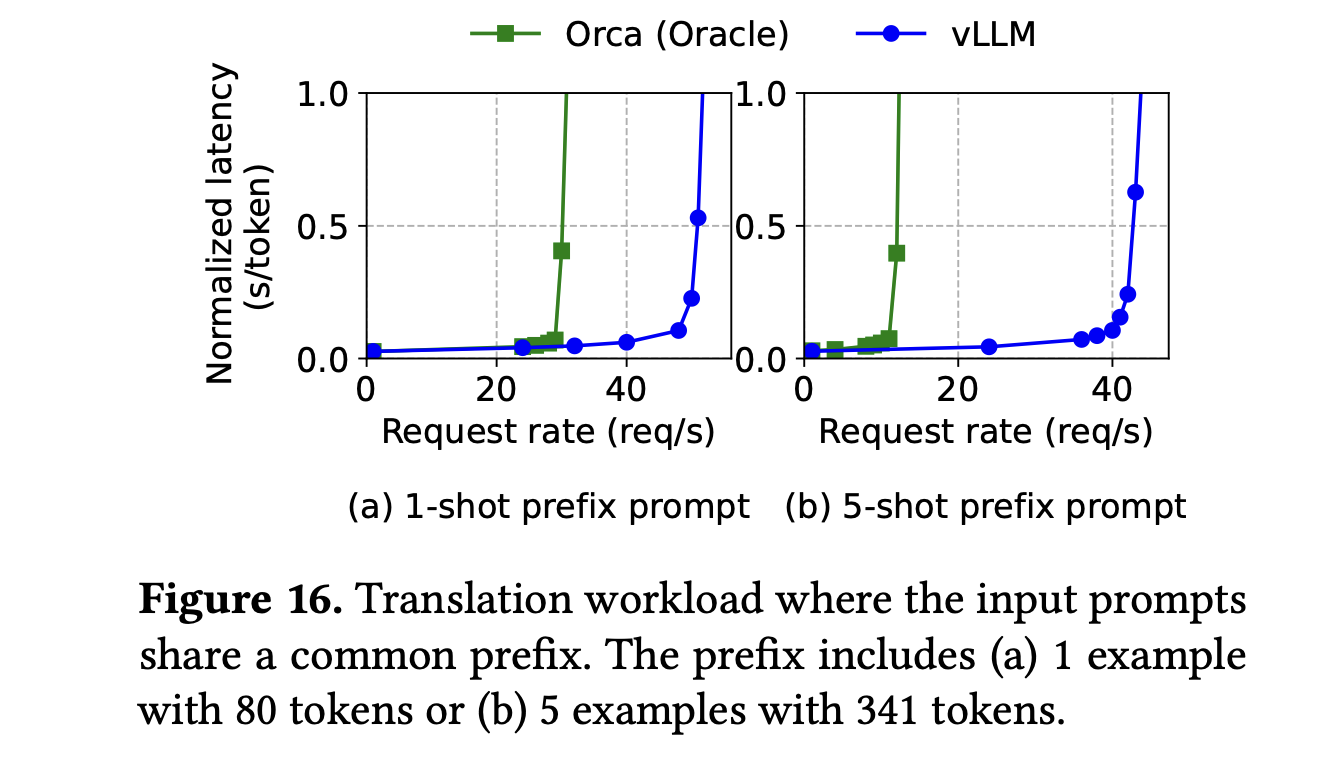 Orca (Oracle) vLLM
Normalized latency
(s/token)
1.0
0.5
0.0
0 20 40
Request rate (req/s)
(a) 1-shot prefix prompt
1.0
0.5
0.0
0 20 40
Request rate (req/s)
(b) 5-shot prefix prompt
Figure 16. Translation workload where the input prompts
share a common prefix. The prefix includes (a) 1 example
with 80 tokens or (b) 5 examples with 341 tokens.